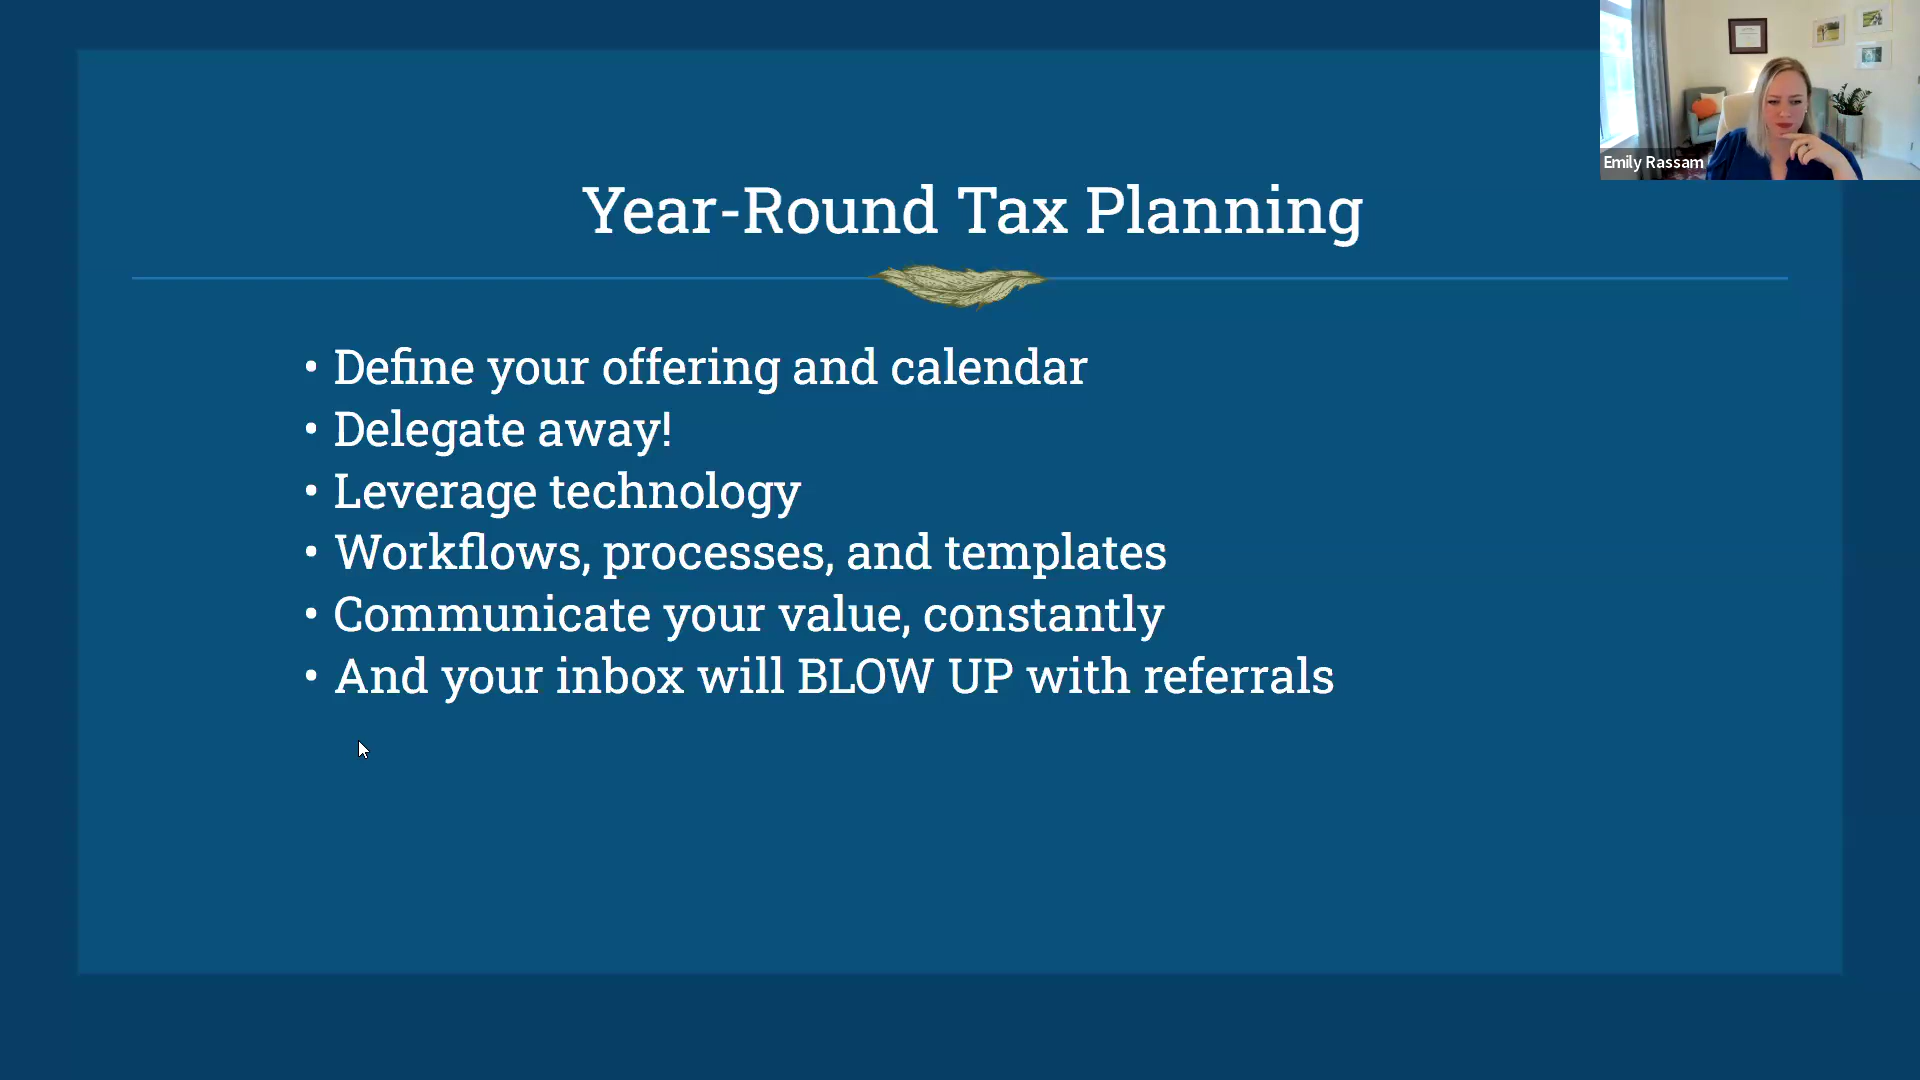 Year-Round Tax Planning
• Define your offering and calendar
• Delegate away!
• Leverage technology
• Workflows, processes, and templates
• Communicate your value, constantly
• And your inbox will BLOW UP with referrals
Emily Rassam